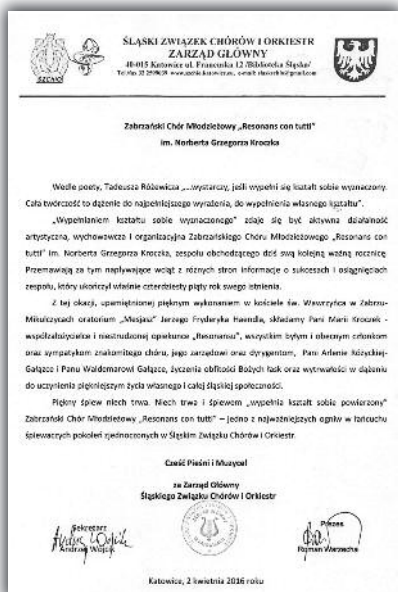 ŚLĄSKI ZWIĄZEK CHÓRÓW I ORKIESTR
ZARZĄD GŁÓWNY
40-015 Katowice ul. Francuska 12 /Biblioteka Śląska/
Zabrzański Chór Młodzieżowy „Resonans con tutti”
im. Norberta Grzegorza Kroczka
Wedle poety, Tadeusza Różewicza „...wystarczy, jeśli wypełni się kształt sobie wyznaczony.
Cała twórczość to dążenie do najpełniejszego wyrażenia, do wypełnienia własnego kształtu”.
„Wypełnianiem kształtu sobie wyznaczonego” zdaje się być aktywna działalność
artystyczna, wychowawcza i organizacyjna Zabrzańskiego Chóru Młodzieżowego „Resonans con
tutti” im. Norberta Grzegorza Kroczka, zespołu obchodzącego dziś swą kolejną ważną rocznicę.
Przemawiają za tym napływające wciąż z różnych stron informacje o sukcesach i osiągnięciach
zespołu, który ukończył właśnie czterdziesty piąty rok swego istnienia.
Z tej okazji, upamiętnionej pięknym wykonaniem w kościele św. Wawrzyńca w Zabrzu-
Mikulczycach oratorium „Mesjasz” Jerzego Fryderyka Haendla, składamy Pani Marii Kroczek -
współzałożycielce i niestrudzonej opiekunce „Resonansu”, wszystkim byłym i obecnym członkom
oraz sympatykom znakomitego chóru, jego zarządowi oraz dyrygentom, Pani Arlenie Różyckiej-
Gałązce i Panu Waldemarowi Gałązce, życzenia obfitości Bożych łask oraz wytrwałości w dążeniu
do uczynienia piękniejszym życia własnego i całej śląskiej społeczności.
Piękny śpiew niech trwa. Niech trwa i śpiewem „wypełnia kształt sobie powierzony”
Zabrzański Chór Młodzieżowy „Resonans con tutti” – jedno z najważniejszych ogniw w łańcuchu
śpiewaczych pokoleń zjednoczonych w Śląskim Związku Chórów i Orkiestr.
Cześć Pieśni i Muzyce!
za Zarząd Główny
Śląskiego Związku Chórów i Orkiestr
Sekretarz
Andrzej Wójcik
Prezes
Roman Warzecha
Katowice, 2 kwietnia 2016 roku